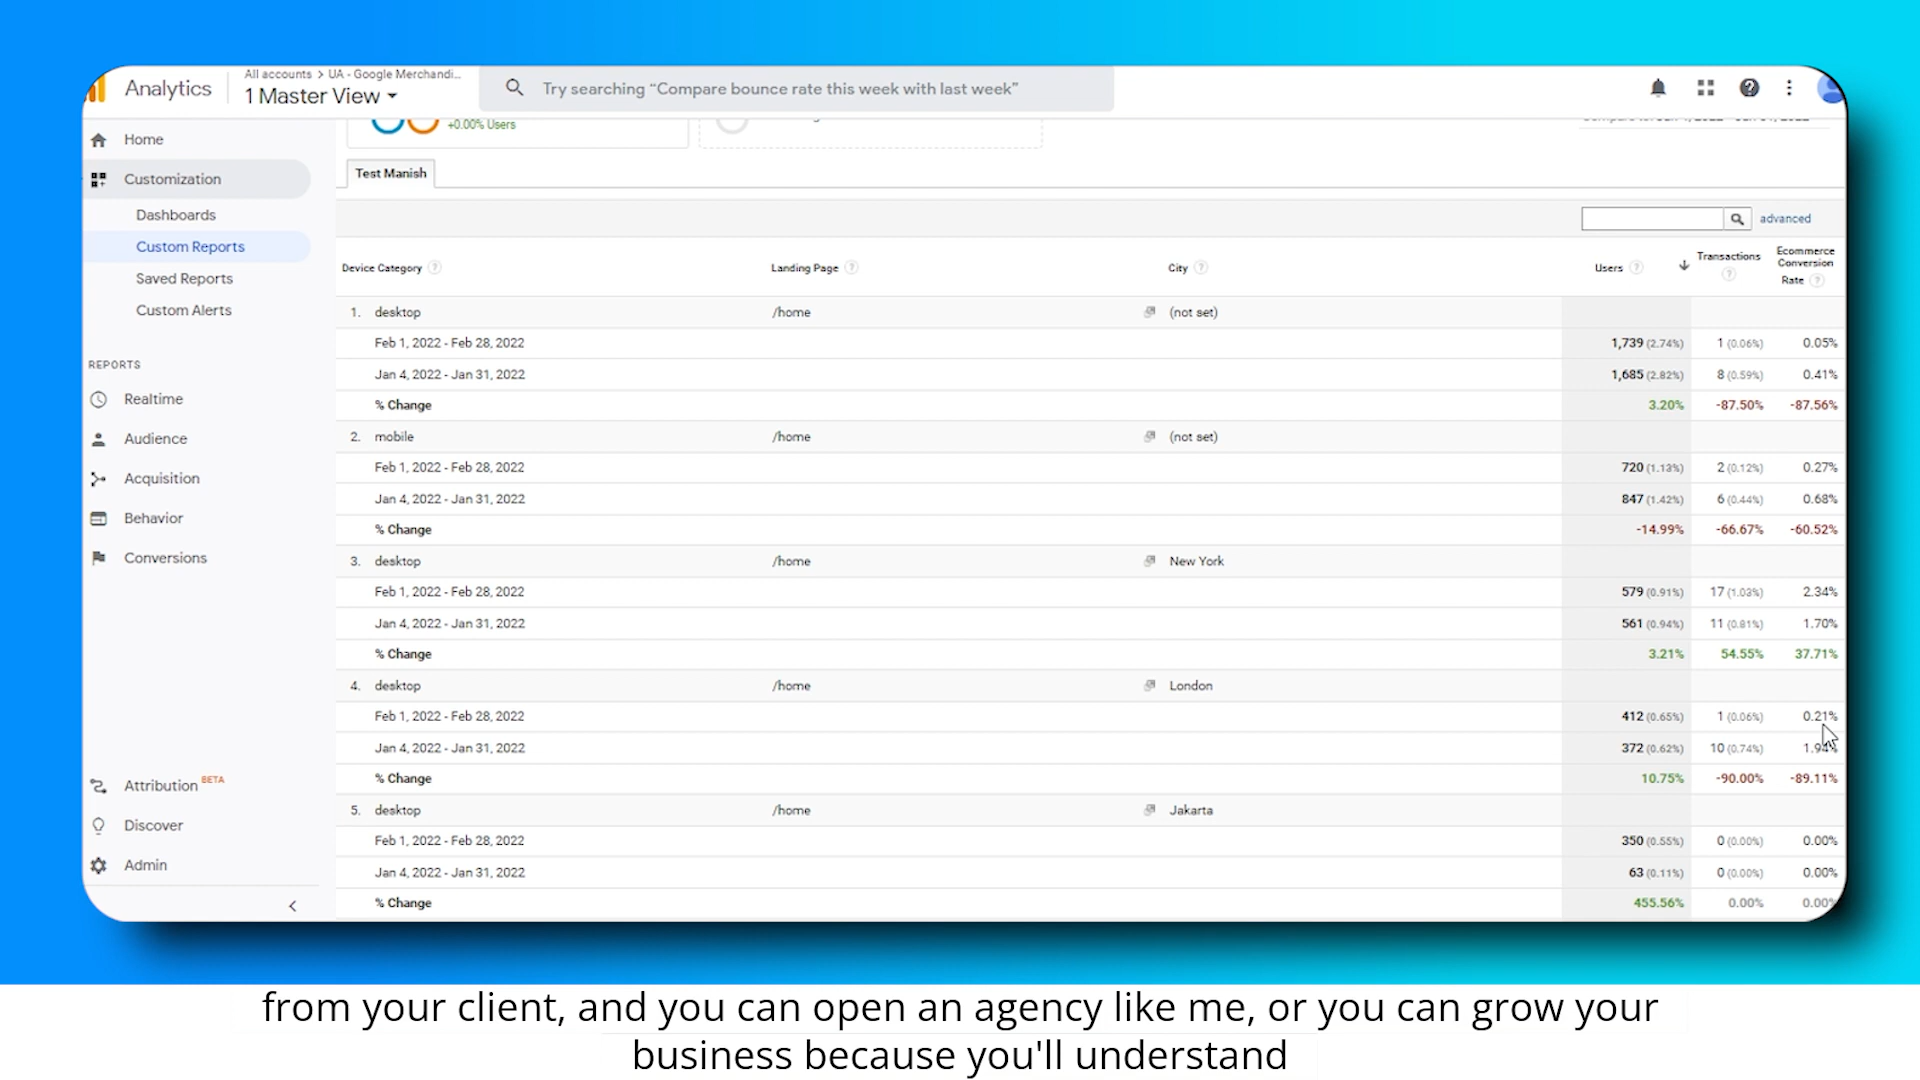 Analytics
All accounts > UA - Google Merchandi...
1 Master View
Try searching “Compare bounce rate this week with last week”
+0.00% Users
Home
Customization
Dashboards
Custom Reports
Saved Reports
Custom Alerts
REPORTS
Realtime
Audience
Acquisition
Behavior
Conversions
Attribution BETA
Discover
Admin
Test Manish
advanced
Device Category Landing Page City Users Transactions Ecommerce Conversion Rate
1. desktop /home (not set)
Feb 1, 2022 - Feb 28, 2022 1,739 (2.74%) 1 (0.06%) 0.05%
Jan 4, 2022 - Jan 31, 2022 1,685 (2.82%) 8 (0.59%) 0.41%
% Change 3.20% -87.50% -87.56%
2. mobile /home (not set)
Feb 1, 2022 - Feb 28, 2022 720 (1.13%) 2 (0.12%) 0.27%
Jan 4, 2022 - Jan 31, 2022 847 (1.42%) 6 (0.44%) 0.68%
% Change -14.99% -66.67% -60.52%
3. desktop /home New York
Feb 1, 2022 - Feb 28, 2022 579 (0.91%) 17 (1.03%) 2.34%
Jan 4, 2022 - Jan 31, 2022 561 (0.94%) 11 (0.81%) 1.70%
% Change 3.21% 54.55% 37.71%
4. desktop /home London
Feb 1, 2022 - Feb 28, 2022 412 (0.65%) 1 (0.06%) 0.21%
Jan 4, 2022 - Jan 31, 2022 372 (0.62%) 10 (0.74%) 1.94%
% Change 10.75% -90.00% -89.11%
5. desktop /home Jakarta
Feb 1, 2022 - Feb 28, 2022 350 (0.55%) 0 (0.00%) 0.00%
Jan 4, 2022 - Jan 31, 2022 63 (0.11%) 0 (0.00%) 0.00%
% Change 455.56% 0.00% 0.00%
from your client, and you can open an agency like me, or you can grow your
business because you'll understand